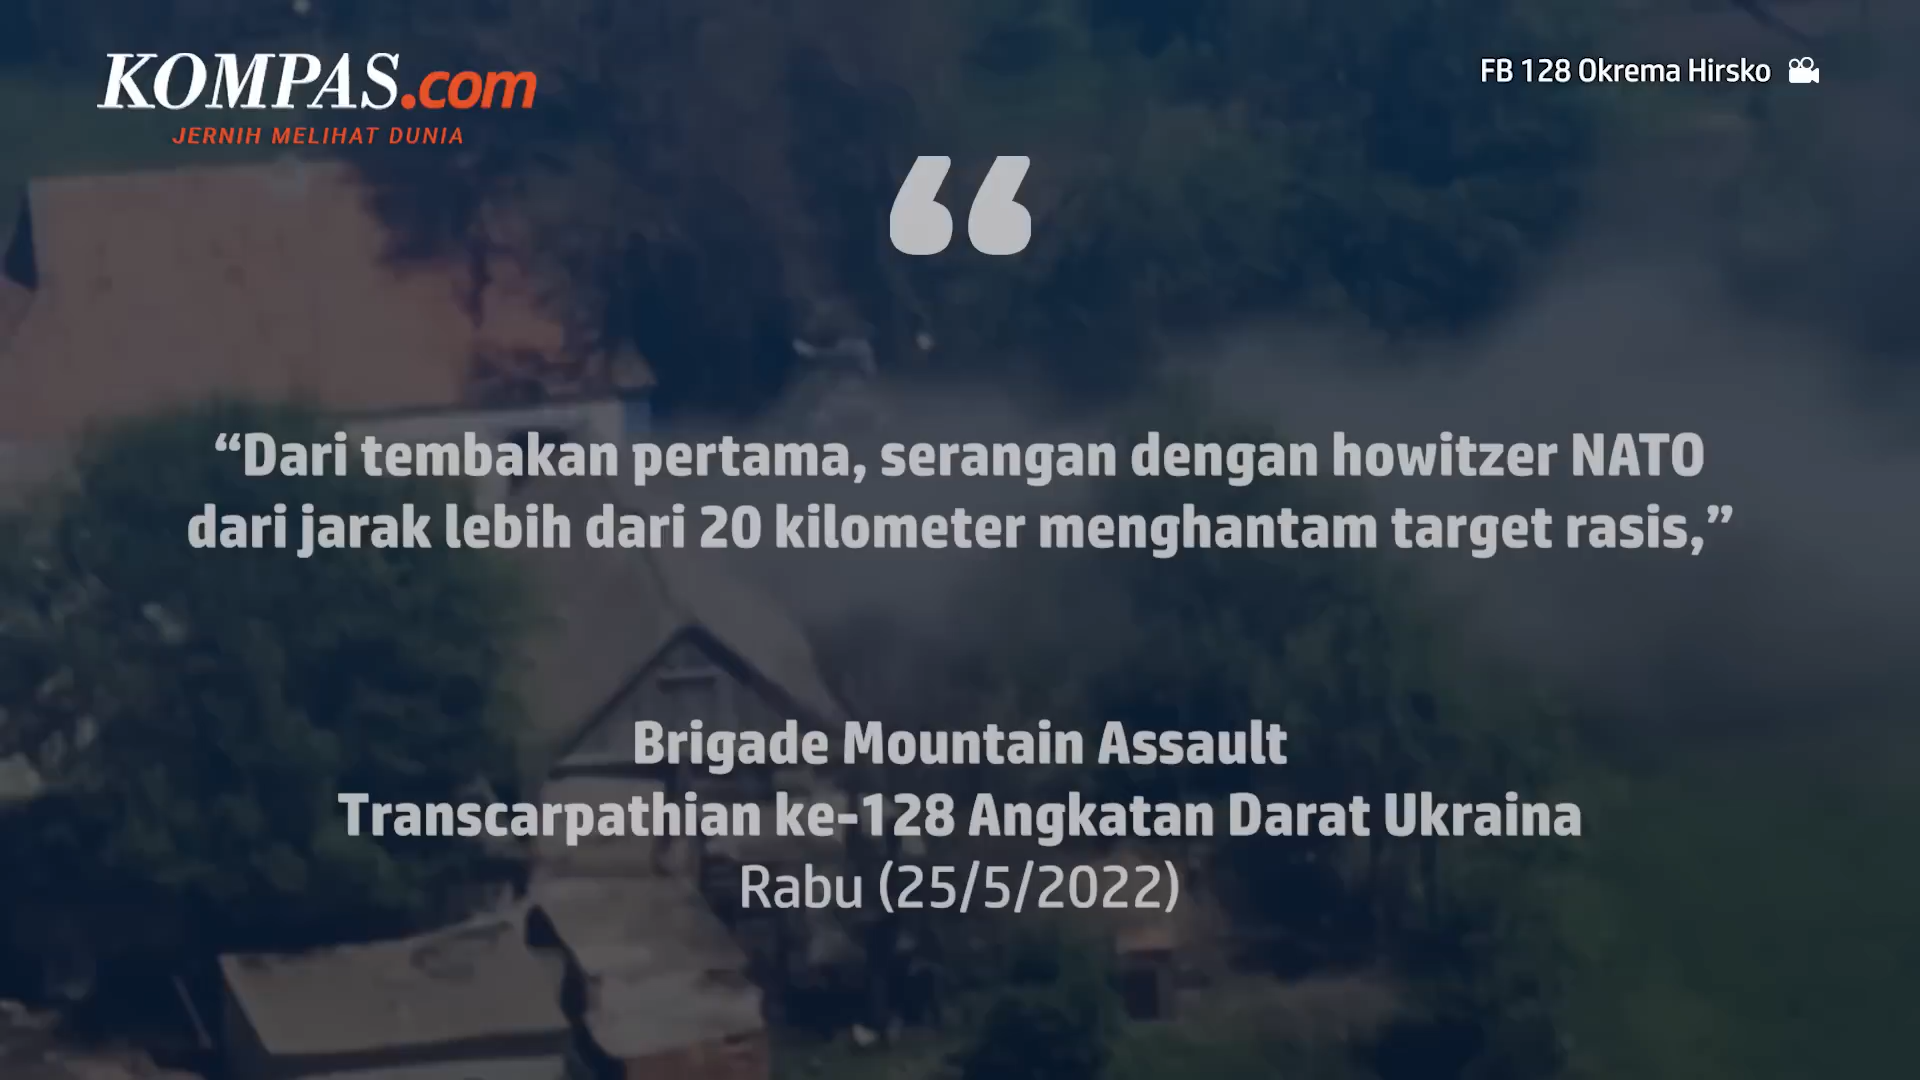 KOMPAS.com
JERNIH MELIHAT DUNIA
FB 128 Okrema Hirsko
“
“Dari tembakan pertama, serangan dengan howitzer NATO
dari jarak lebih dari 20 kilometer menghantam target rasis,”
Brigade Mountain Assault
Transcarpathian ke-128 Angkatan Darat Ukraina
Rabu (25/5/2022)